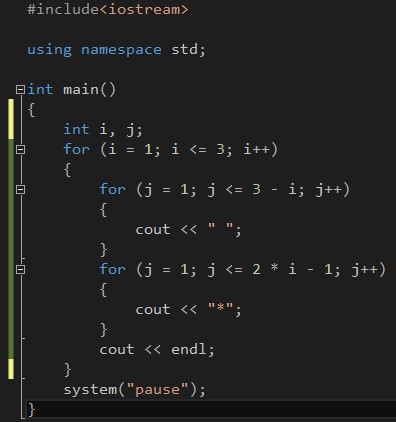 #include<iostream>
using namespace std;
int main()
{
int i, j;
for (i = 1; i <= 3; i++)
{
for (j = 1; j <= 3 - i; j++)
{
cout << " ";
}
for (j = 1; j <= 2 * i - 1; j++)
{
cout << "*";
}
cout << endl;
}
system("pause");
}